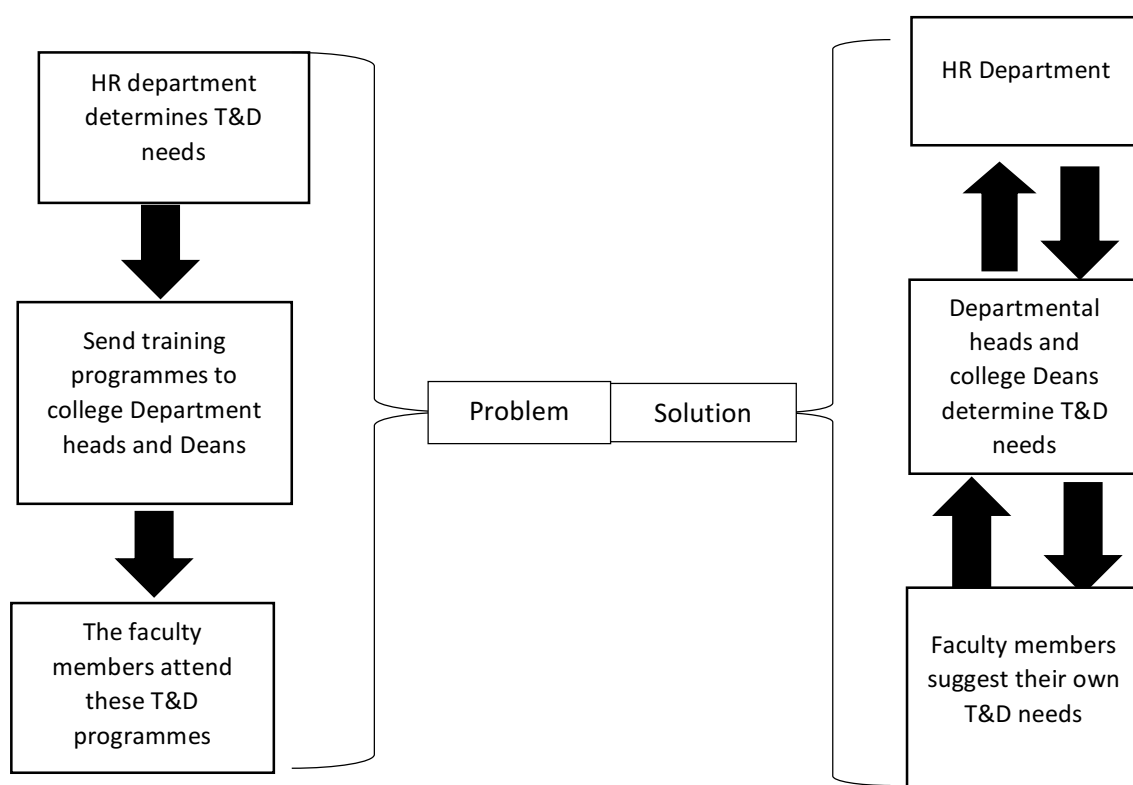 HR department
determines T&D
needs
Send training
programmes to
college Department
heads and Deans
The faculty
members attend
these T&D
programmes
Problem
Solution
HR Department
Departmental
heads and
college Deans
determine T&D
needs
Faculty members
suggest their own
T&D needs